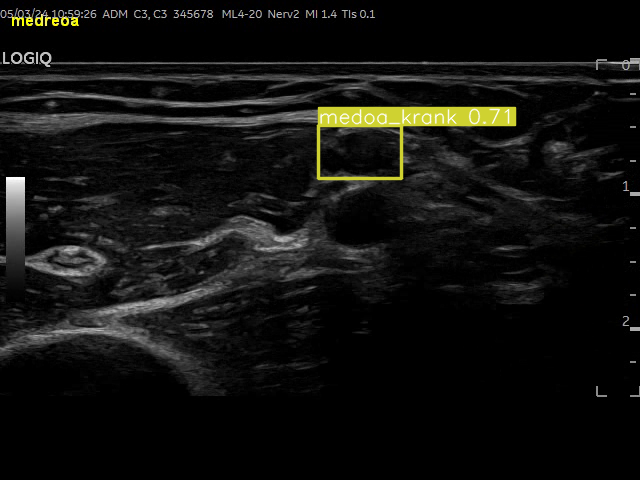 05/03/24 10:59:26 ADM C3, C3 345678 ML4-20 Nerv2 MI 1.4 TIs 0.1
medreoa
LOGIQ
0
medoa_krank 0.71
1
2